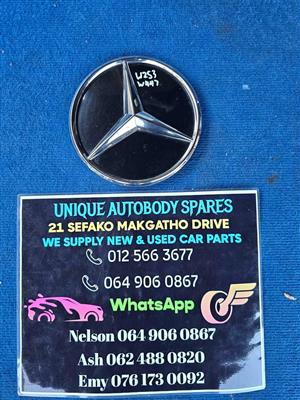 W253
W447
UNIQUE AUTOBODY SPARES
21 SEFAKO MAKGATHO DRIVE
WE SUPPLY NEW & USED CAR PARTS
012 566 3677
064 906 0867
WhatsApp
Nelson 064 906 0867
Ash 062 488 0820
Emy 076 173 0092